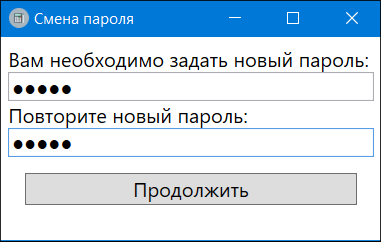 Смена пароля
Вам необходимо задать новый пароль:
●●●●●
Повторите новый пароль:
●●●●●
Продолжить